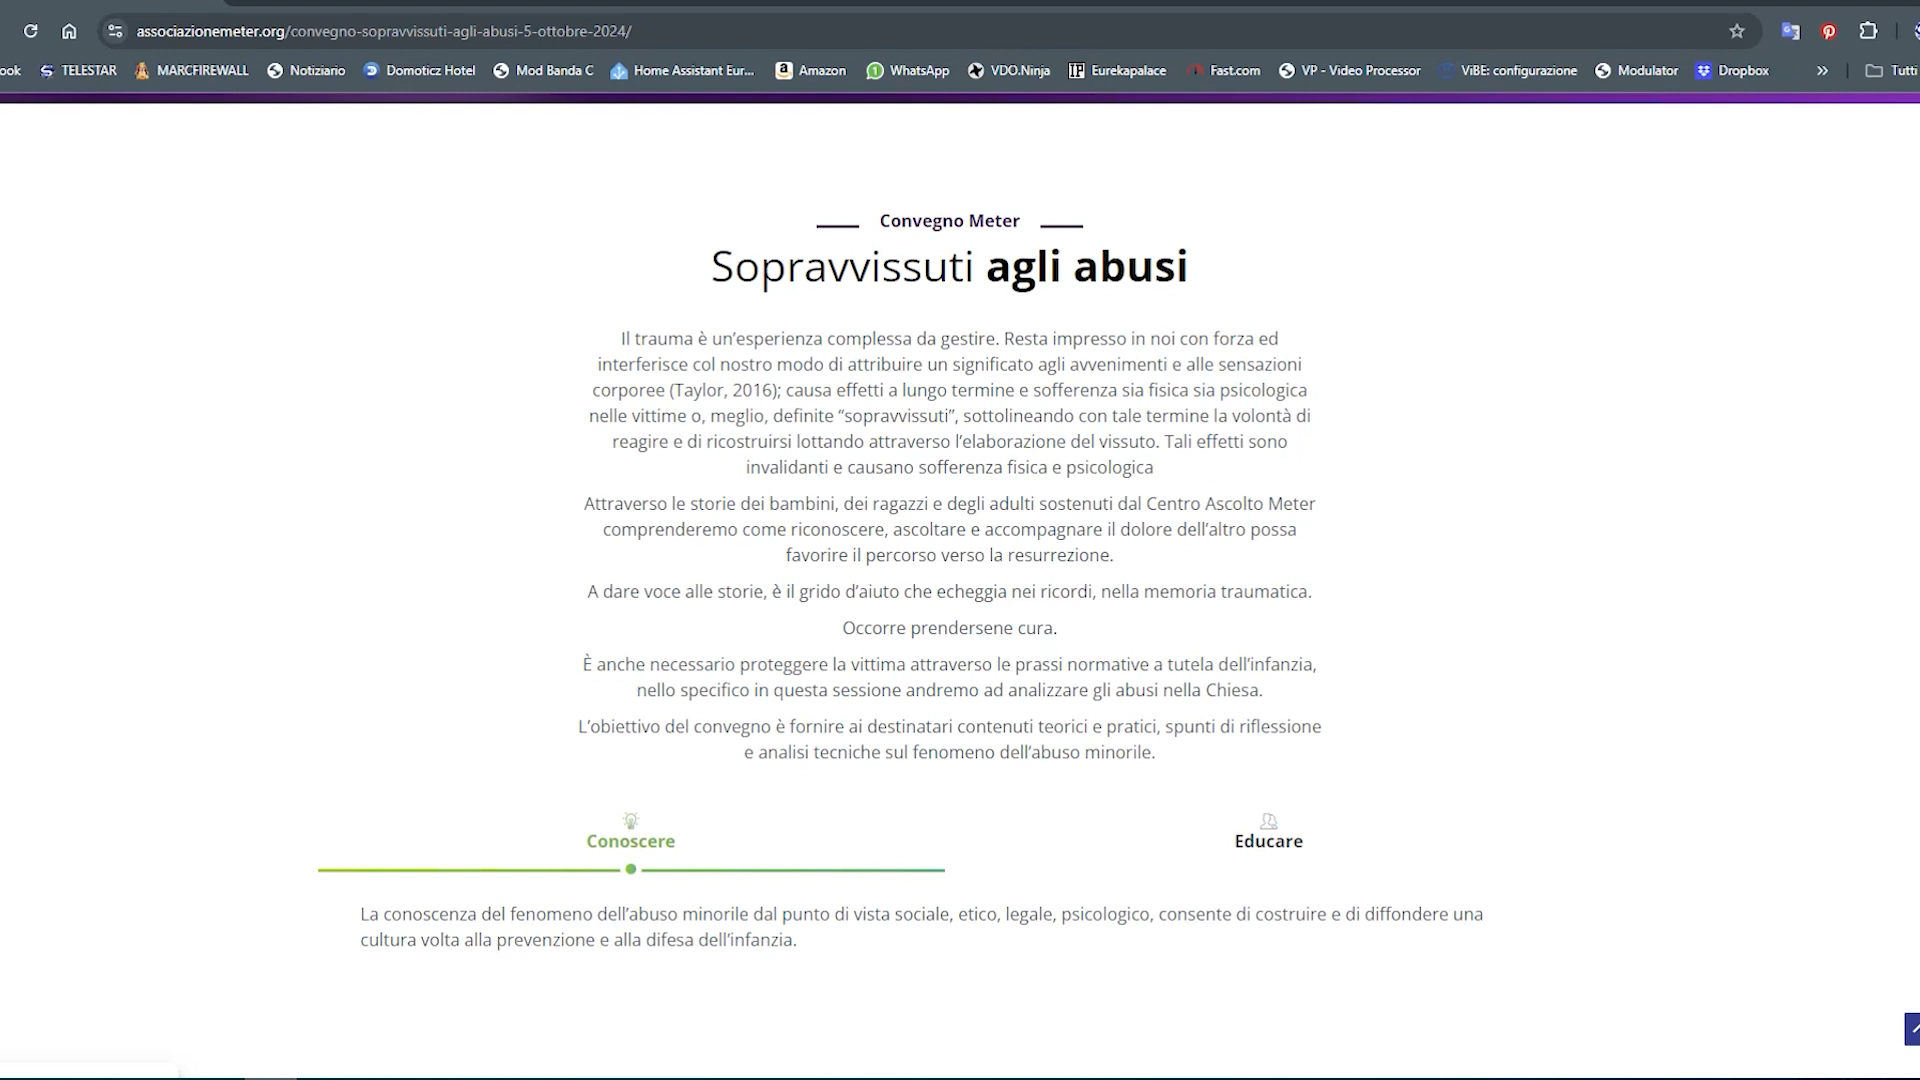 associazionemeter.org/convegno-sopravvissuti-agli-abusi-5-ottobre-2024/
ook TELESTAR MARCFIREWALL Notiziario Domoticz Hotel Mod Banda C Home Assistant Eur... Amazon WhatsApp VDO.Ninja Eurekapalace Fast.com VP - Video Processor ViBE: configurazione Modulator Dropbox » Tutti
Convegno Meter
Sopravvissuti agli abusi
Il trauma è un’esperienza complessa da gestire. Resta impresso in noi con forza ed
interferisce col nostro modo di attribuire un significato agli avvenimenti e alle sensazioni
corporee (Taylor, 2016); causa effetti a lungo termine e sofferenza sia fisica sia psicologica
nelle vittime o, meglio, definite “sopravvissuti”, sottolineando con tale termine la volontà di
reagire e di ricostruirsi lottando attraverso l’elaborazione del vissuto. Tali effetti sono
invalidanti e causano sofferenza fisica e psicologica
Attraverso le storie dei bambini, dei ragazzi e degli adulti sostenuti dal Centro Ascolto Meter
comprenderemo come riconoscere, ascoltare e accompagnare il dolore dell’altro possa
favorire il percorso verso la resurrezione.
A dare voce alle storie, è il grido d’aiuto che echeggia nei ricordi, nella memoria traumatica.
Occorre prendersene cura.
È anche necessario proteggere la vittima attraverso le prassi normative a tutela dell’infanzia,
nello specifico in questa sessione andremo ad analizzare gli abusi nella Chiesa.
L’obiettivo del convegno è fornire ai destinatari contenuti teorici e pratici, spunti di riflessione
e analisi tecniche sul fenomeno dell’abuso minorile.
Conoscere
Educare
La conoscenza del fenomeno dell’abuso minorile dal punto di vista sociale, etico, legale, psicologico, consente di costruire e di diffondere una
cultura volta alla prevenzione e alla difesa dell’infanzia.